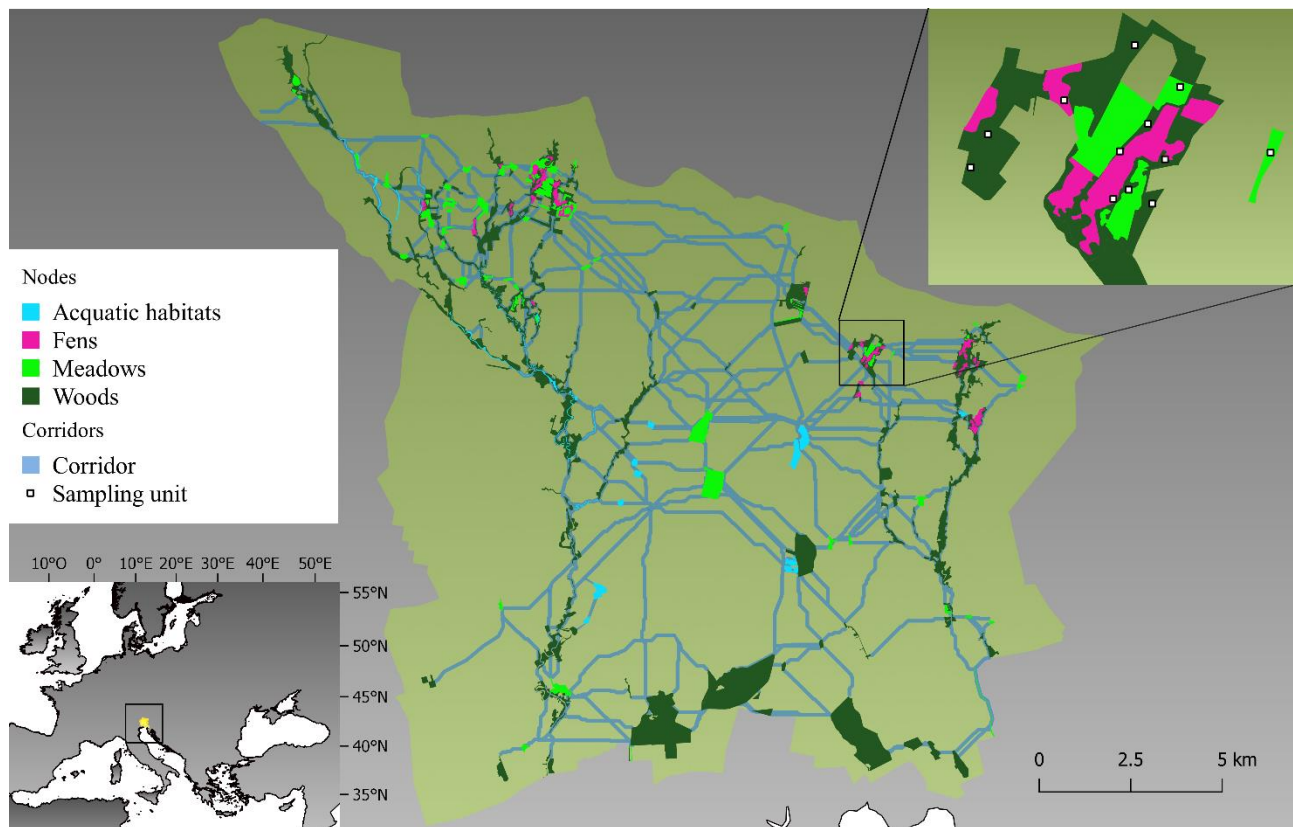 Nodes
Acquatic habitats
Fens
Meadows
Woods
Corridors
Corridor
Sampling unit
10°O 0° 10°E 20°E 30°E 40°E 50°E
55°N
50°N
45°N
40°N
35°N
0 2.5 5 km